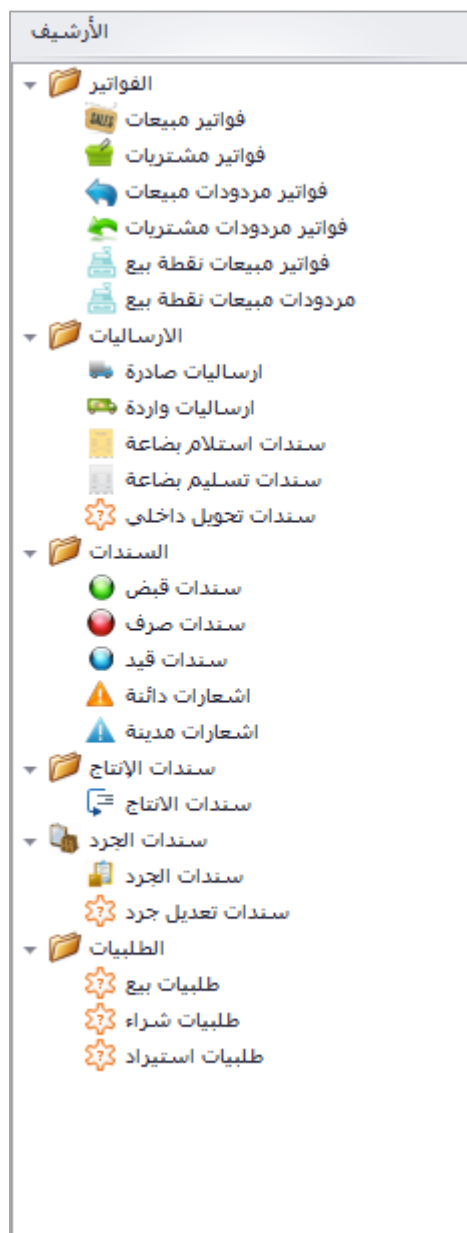 الأرشيف
الفواتير
فواتير مبيعات
فواتير مشتريات
فواتير مردودات مبيعات
فواتير مردودات مشتريات
فواتير مبيعات نقطة بيع
مردودات مبيعات نقطة بيع
الارساليات
ارساليات صادرة
ارساليات واردة
سندات استلام بضاعة
سندات تسليم بضاعة
سندات تحويل داخلي
السندات
سندات قبض
سندات صرف
سندات قيد
اشعارات دائنة
اشعارات مدينة
سندات الإنتاج
سندات الانتاج
سندات الجرد
سندات الجرد
سندات تعديل جرد
الطلبيات
طلبيات بيع
طلبيات شراء
طلبيات استيراد